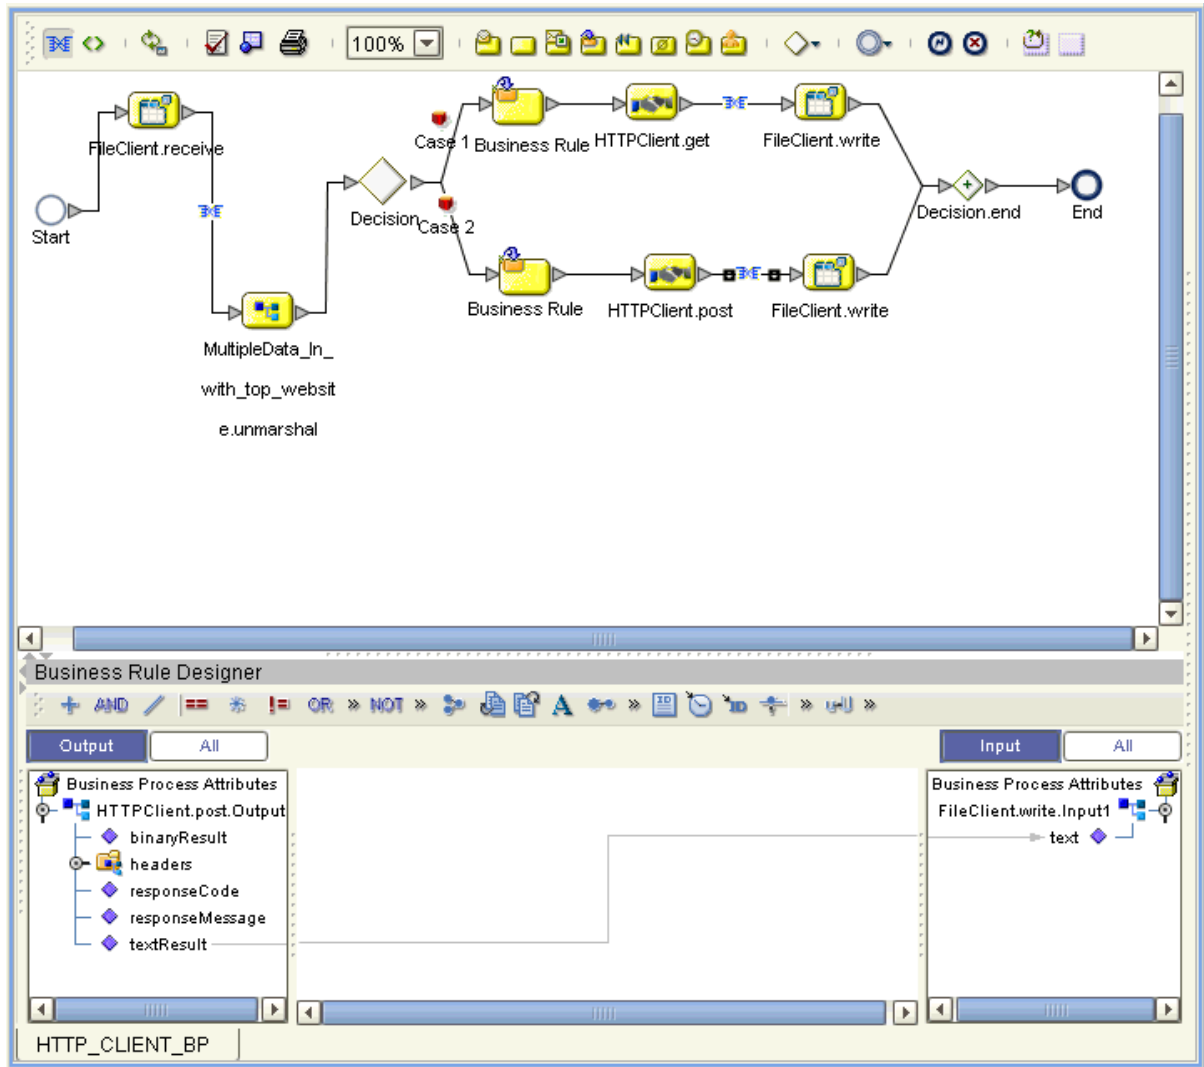 100%
FileClient.receive
Case 1
Business Rule
HTTPClient.get
FileClient.write
Start
Decision
Case 2
Decision.end
End
Business Rule
HTTPClient.post
FileClient.write
MultipleData_In_
with_top_websit
e.unmarshal
Business Rule Designer
+ AND / == != OR » NOT » A » ID 10 » »
Output All Input All
Business Process Attributes
HTTPClient.post.Output
binaryResult
headers
responseCode
responseMessage
textResult
Business Process Attributes
FileClient.write.Input1
text
HTTP_CLIENT_BP